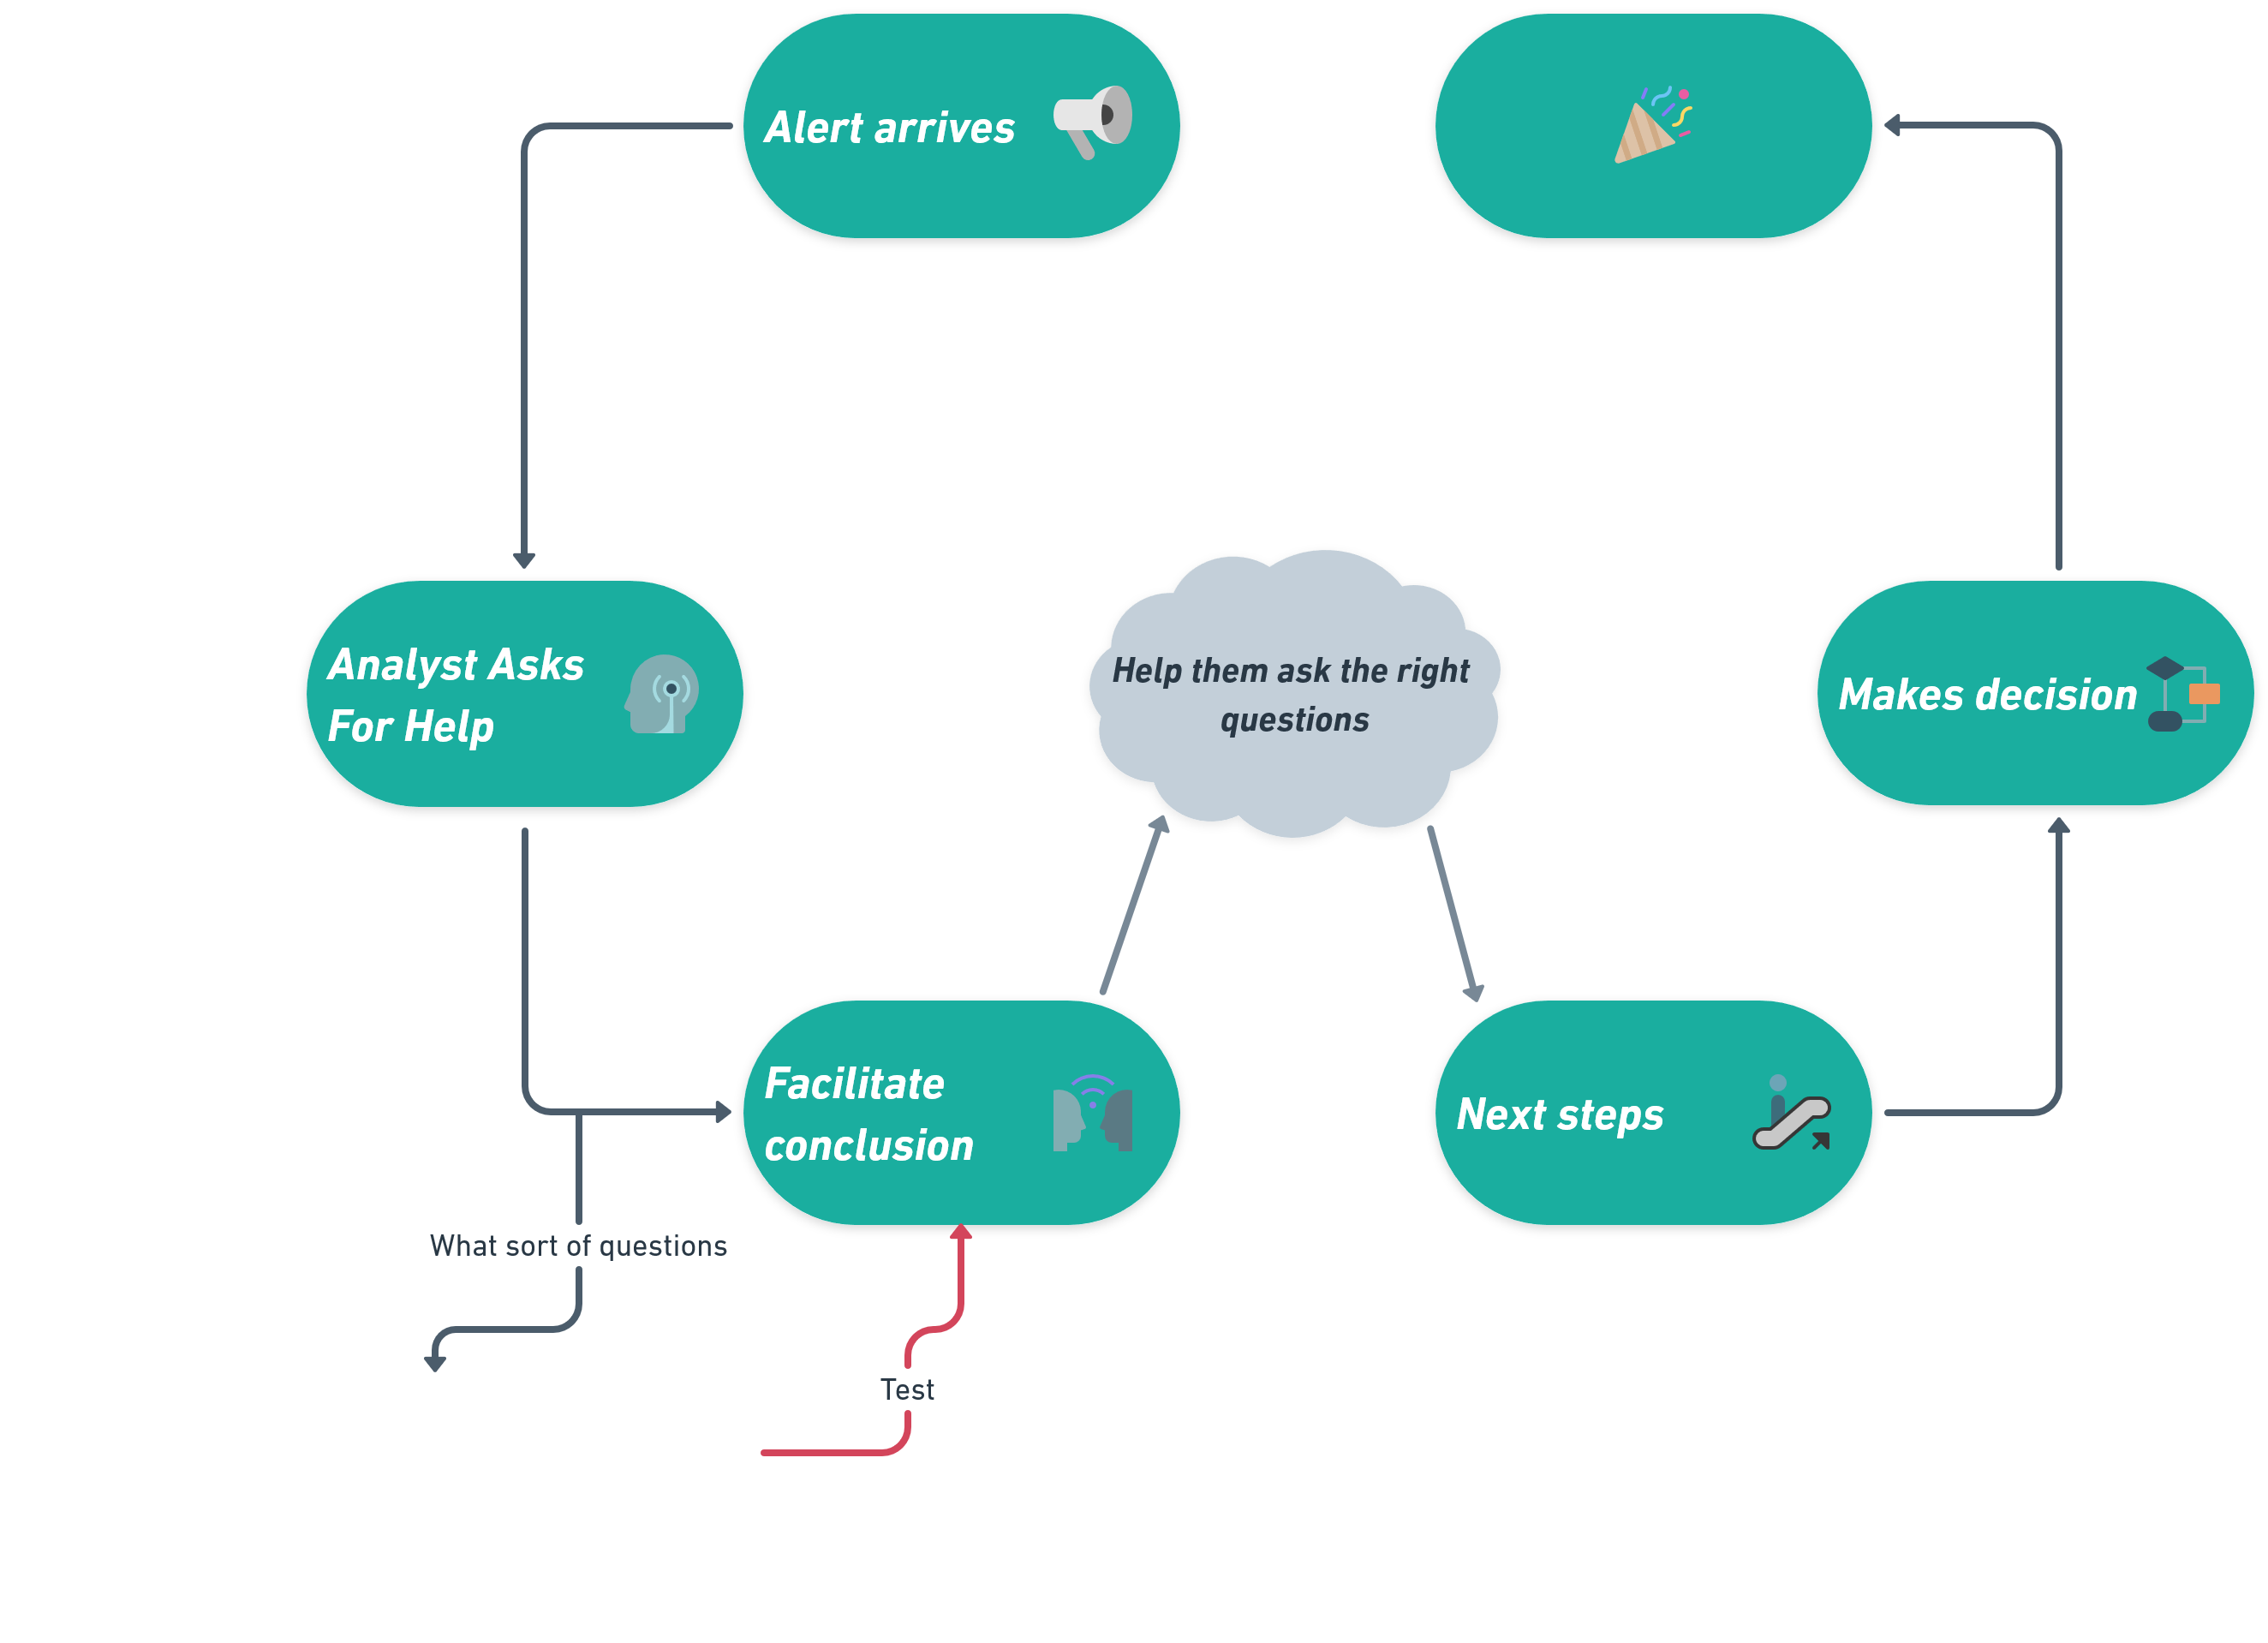 Alert arrives
Analyst Asks
For Help
Help them ask the right
questions
Makes decision
Facilitate
conclusion
Next steps
What sort of questions
Test